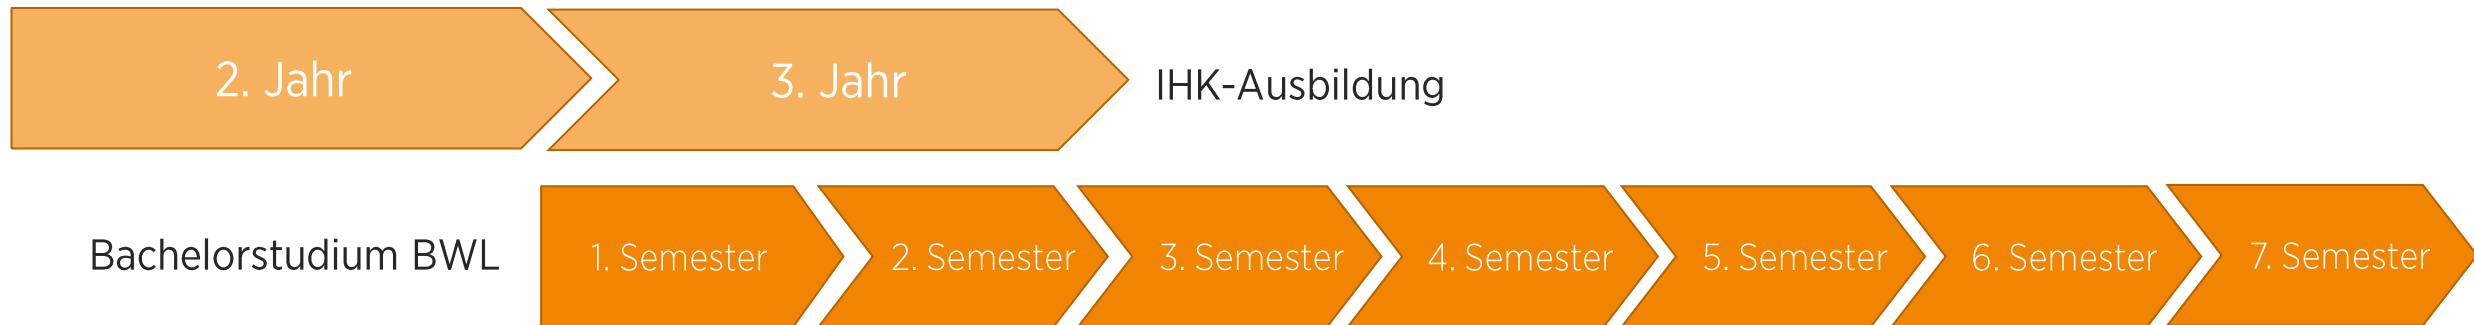 2. Jahr
3. Jahr
IHK-Ausbildung
Bachelorstudium BWL
1. Semester
2. Semester
3. Semester
4. Semester
5. Semester
6. Semester
7. Semester